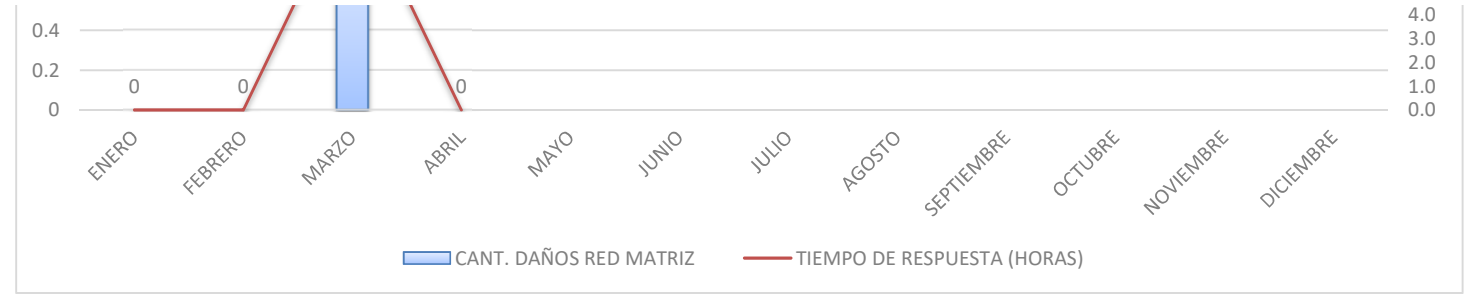 4.0
0.4
3.0
0.2
2.0
0 0 0
1.0
0
0.0
ENERO FEBRERO MARZO ABRIL MAYO JUNIO JULIO AGOSTO SEPTIEMBRE OCTUBRE NOVIEMBRE DICIEMBRE
CANT. DAÑOS RED MATRIZ TIEMPO DE RESPUESTA (HORAS)